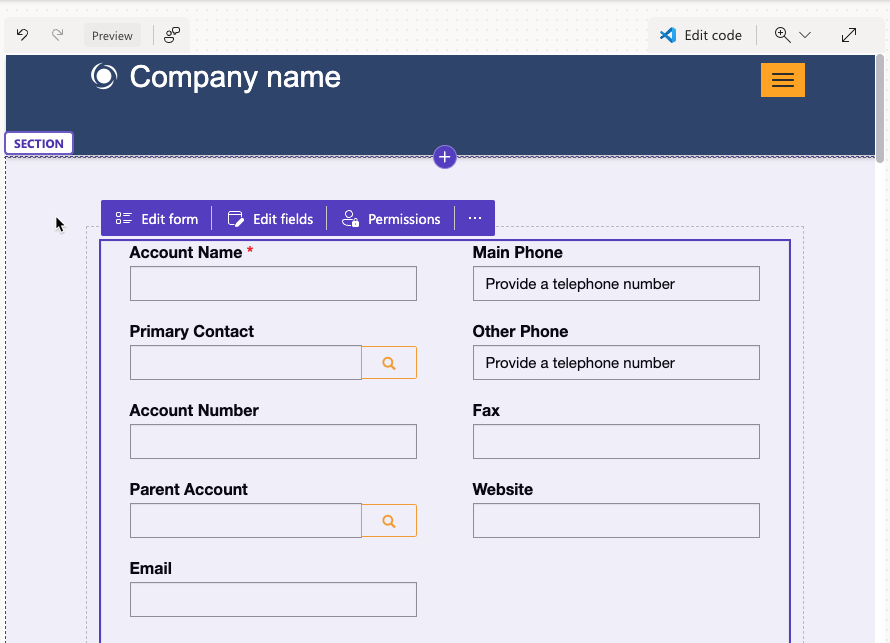 Preview
Edit code
Company name
SECTION
Edit form Edit fields Permissions ...
Account Name * Main Phone
Provide a telephone number
Primary Contact Other Phone
Provide a telephone number
Account Number Fax
Parent Account Website
Email